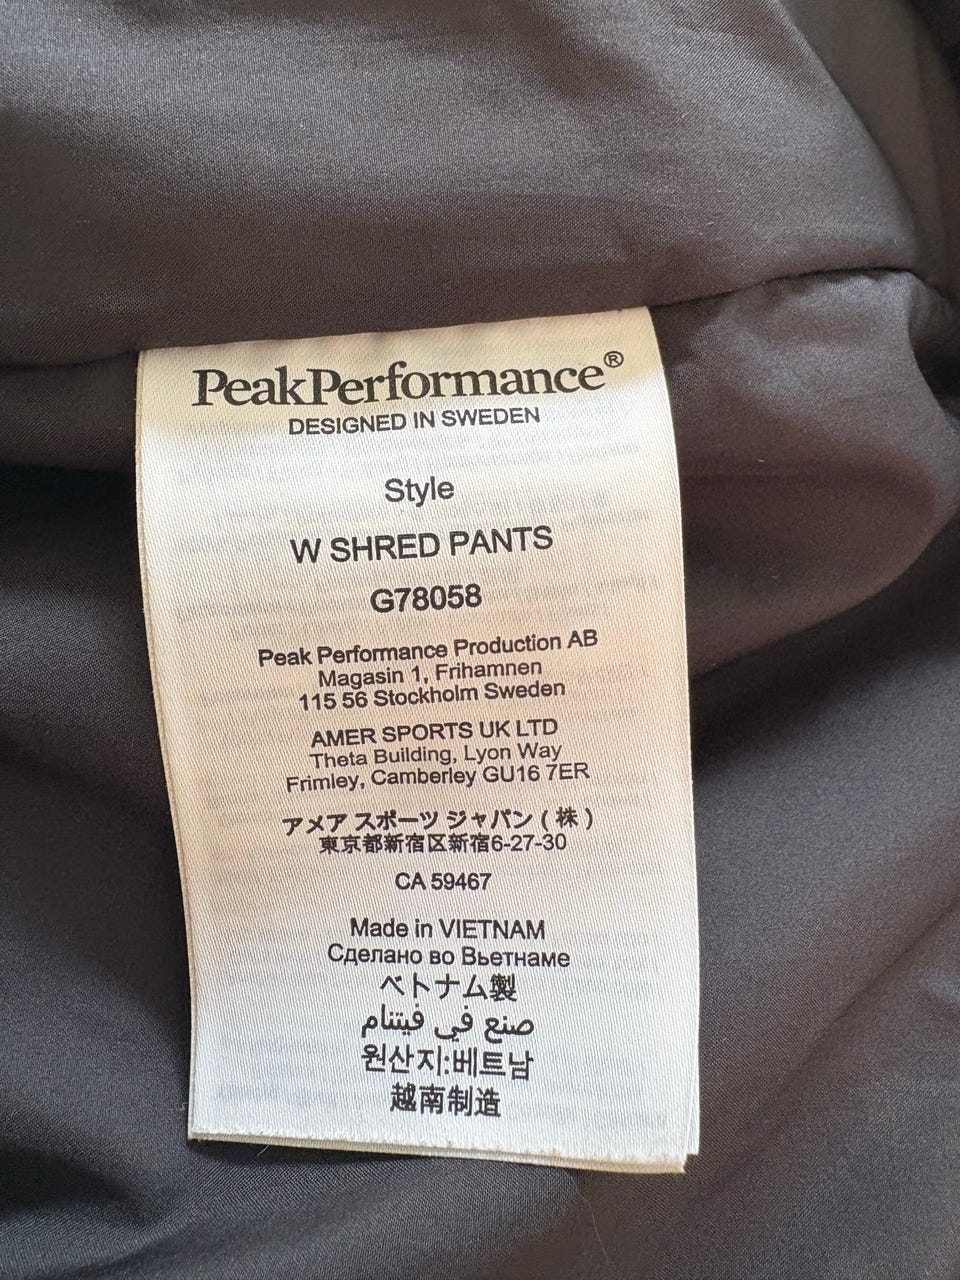 PeakPerformance®
DESIGNED IN SWEDEN
Style
W SHRED PANTS
G78058
Peak Performance Production AB
Magasin 1, Frihamnen
115 56 Stockholm Sweden
AMER SPORTS UK LTD
Theta Building, Lyon Way
Frimley, Camberley GU16 7ER
アメア スポーツ ジャパン ( 株 )
東京都新宿区新宿6-27-30
CA 59467
Made in VIETNAM
Сделано во Вьетнаме
ベトナム製
صنع في فيتنام
원산지:베트남
越南制造